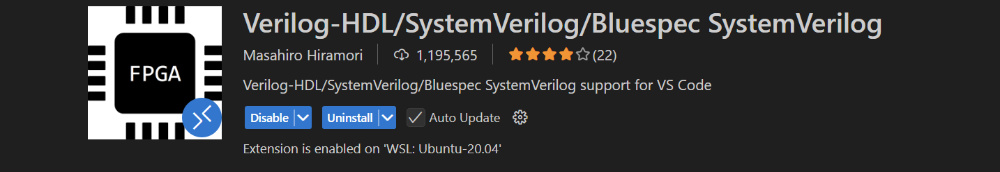 FPGA
Verilog-HDL/SystemVerilog/Bluespec SystemVerilog
Masahiro Hiramori 1,195,565 (22)
Verilog-HDL/SystemVerilog/Bluespec SystemVerilog support for VS Code
Disable Uninstall Auto Update
Extension is enabled on 'WSL: Ubuntu-20.04'